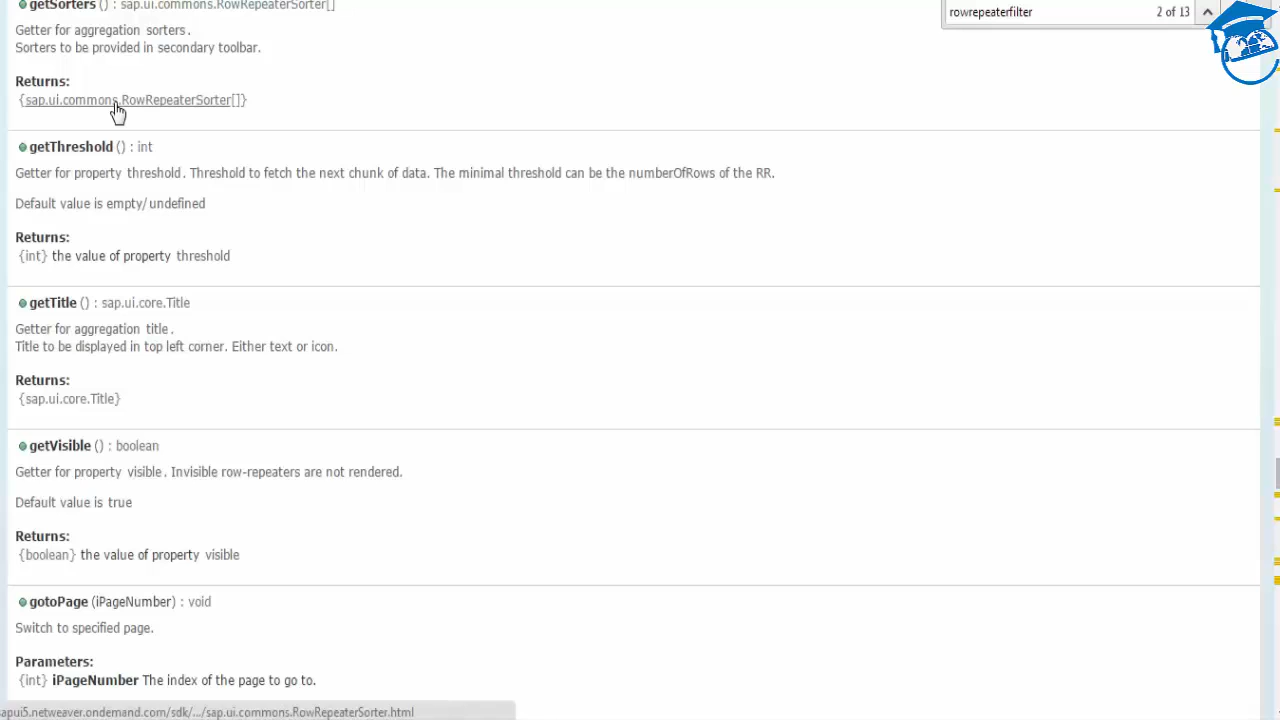 getSorters () : sap.ui.commons.RowRepeaterSorter[]
rowrepeaterfilter 2 of 13
Getter for aggregation sorters.
Sorters to be provided in secondary toolbar.
Returns:
{sap.ui.commons.RowRepeaterSorter[]}
getThreshold () : int
Getter for property threshold. Threshold to fetch the next chunk of data. The minimal threshold can be the numberOfRows of the RR.
Default value is empty/undefined
Returns:
{int} the value of property threshold
getTitle () : sap.ui.core.Title
Getter for aggregation title.
Title to be displayed in top left corner. Either text or icon.
Returns:
{sap.ui.core.Title}
getVisible () : boolean
Getter for property visible. Invisible row-repeaters are not rendered.
Default value is true
Returns:
{boolean} the value of property visible
gotoPage (iPageNumber) : void
Switch to specified page.
Parameters:
{int} iPageNumber The index of the page to go to.
sapui5.netweaver.ondemand.com/sdk/.../sap.ui.commons.RowRepeaterSorter.html